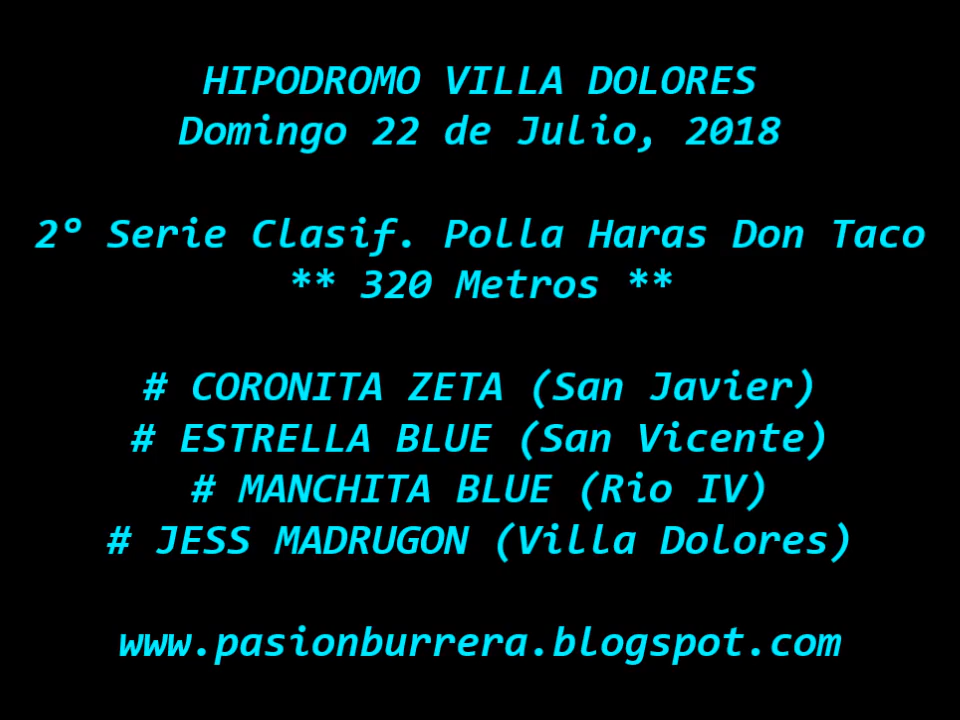 HIPODROMO VILLA DOLORES
Domingo 22 de Julio, 2018
2º Serie Clasif. Polla Haras Don Taco
** 320 Metros **
# CORONITA ZETA (San Javier)
# ESTRELLA BLUE (San Vicente)
# MANCHITA BLUE (Rio IV)
# JESS MADRUGON (Villa Dolores)
www.pasionburrera.blogspot.com